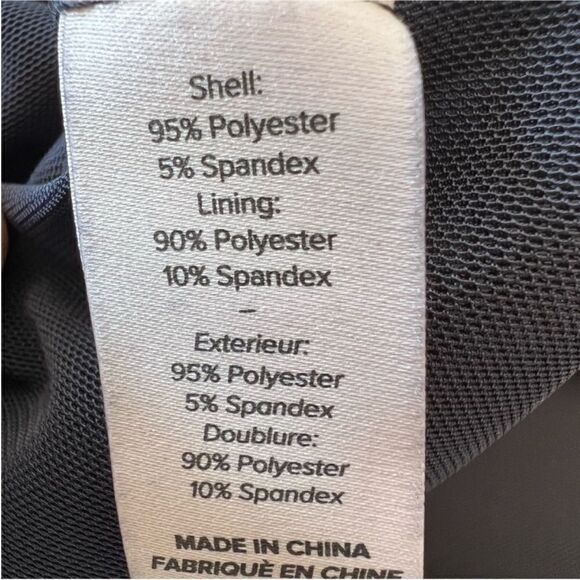 Shell:
95% Polyester
5% Spandex
Lining:
90% Polyester
10% Spandex
–
Exterieur:
95% Polyester
5% Spandex
Doublure:
90% Polyester
10% Spandex
MADE IN CHINA
FABRIQUÈ EN CHINE